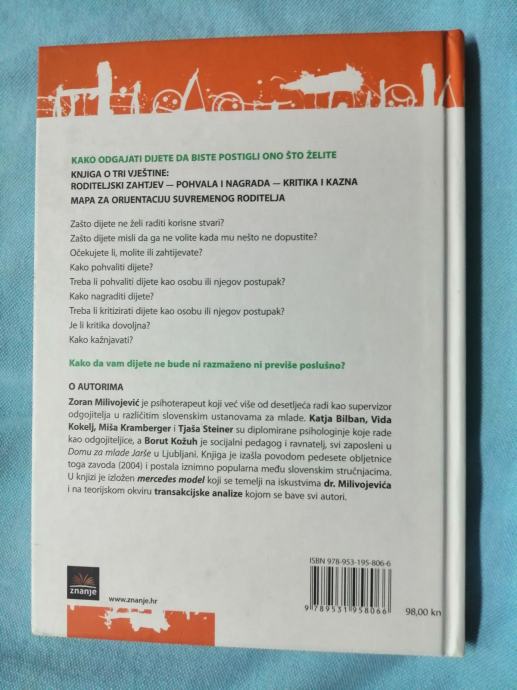 KAKO ODGAJATI DIJETE DA BISTE POSTIGLI ONO ŠTO ŽELITE
KNJIGA O TRI VJEŠTINE:
RODITELJSKI ZAHTJEV — POHVALA I NAGRADA — KRITIKA I KAZNA
MAPA ZA ORIJENTACIJU SUVREMENOG RODITELJA
Zašto dijete ne želi raditi korisne stvari?
Zašto dijete misli da ga ne volite kada mu nešto ne dopustite?
Očekujete li, molite ili zahtijevate?
Kako pohvaliti dijete?
Treba li pohvaliti dijete kao osobu ili njegov postupak?
Kako nagraditi dijete?
Treba li kritizirati dijete kao osobu ili njegov postupak?
Je li kritika dovoljna?
Kako kažnjavati?
Kako da vam dijete ne bude ni razmaženo ni previše poslušno?
O AUTORIMA
Zoran Milivojević je psihoterapeut koji već više od desetljeća radi kao supervizor
odgojitelja u različitim slovenskim ustanovama za mlade. Katja Bilban, Vida
Kokelj, Miša Kramberger i Tjaša Steiner su diplomirane psihologinje koje rade
kao odgojiteljice, a Borut Kožuh je socijalni pedagog i ravnatelj, svi zaposleni u
Domu za mlade Jarše u Ljubljani. Knjiga je izašla povodom pedesete obljetnice
toga zavoda (2004) i postala iznimno popularna među slovenskim stručnjacima.
U knjizi je izložen mercedes model koji se temelji na iskustvima dr. Milivojevića
i na teorijskom okviru transakcijske analize kojom se bave svi autori.
ISBN 978-953-195-806-6
9 789531 958066
98,00 kn
znanje
www.znanje.hr